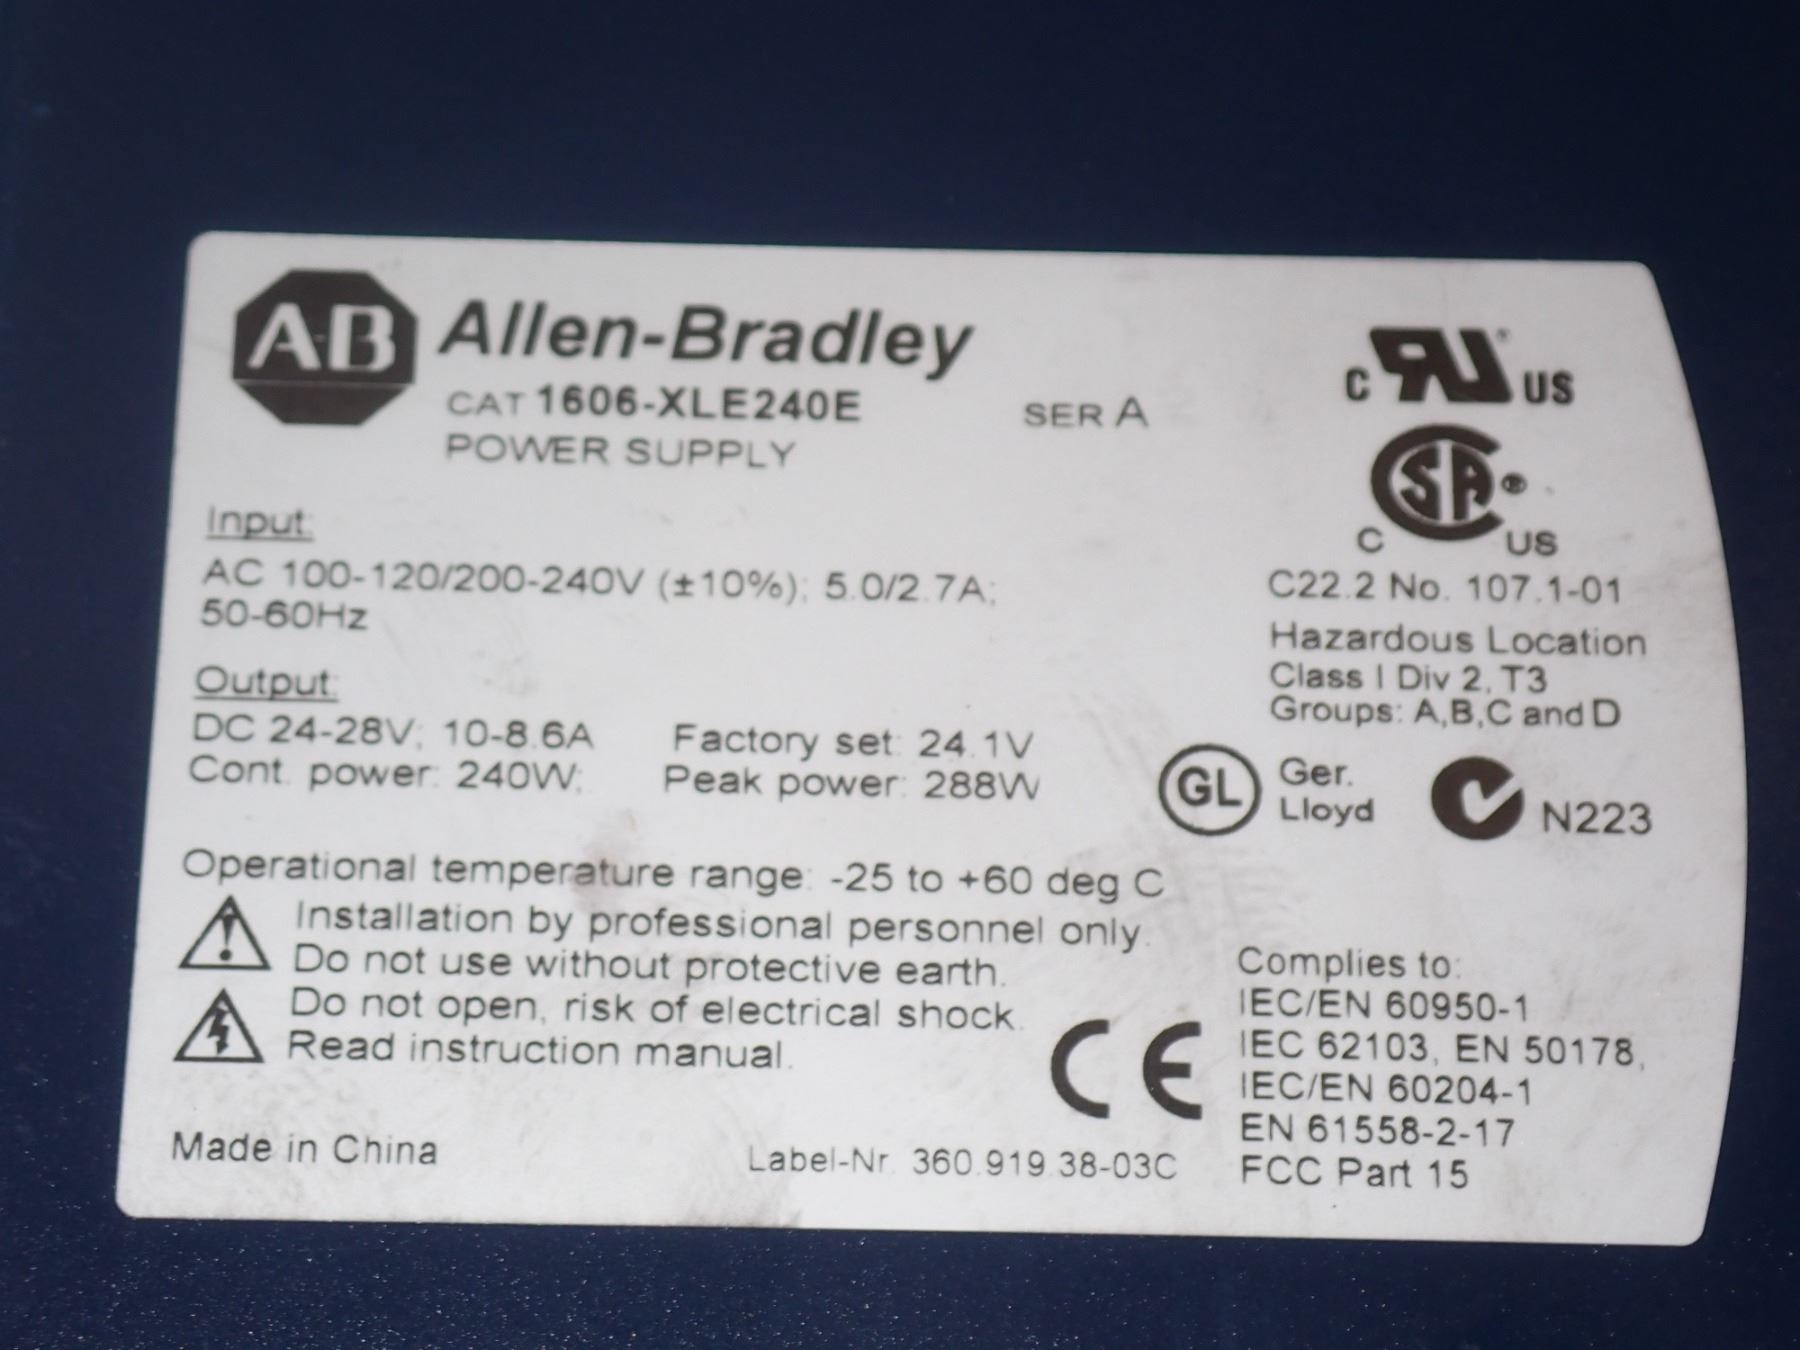 A-B Allen-Bradley
CAT 1606-XLE240E SER A
POWER SUPPLY
Input:
AC 100-120/200-240V (±10%); 5.0/2.7A;
50-60Hz
Output:
DC 24-28V; 10-8.6A Factory set: 24.1V
Cont. power: 240W; Peak power: 288W
Operational temperature range: -25 to +60 deg C
Installation by professional personnel only.
Do not use without protective earth.
Do not open, risk of electrical shock.
Read instruction manual.
Made in China
Label-Nr. 360.919.38-03C
C RU® US
C SA® US
C22.2 No. 107.1-01
Hazardous Location
Class I Div 2, T3
Groups: A,B,C and D
GL Ger.
Lloyd
N223
CE
Complies to:
IEC/EN 60950-1
IEC 62103, EN 50178,
IEC/EN 60204-1
EN 61558-2-17
FCC Part 15